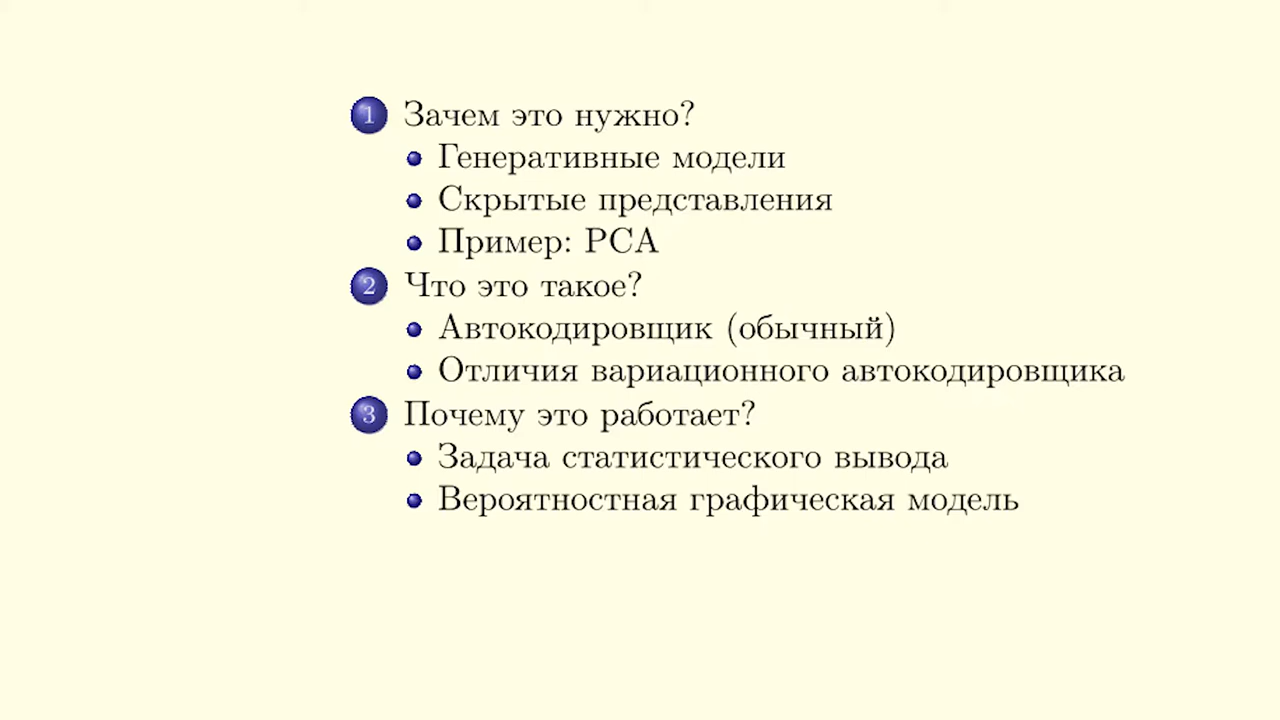 1 Зачем это нужно?
Генеративные модели
Скрытые представления
Пример: PCA
2 Что это такое?
Автокодировщик (обычный)
Отличия вариационного автокодировщика
3 Почему это работает?
Задача статистического вывода
Вероятностная графическая модель